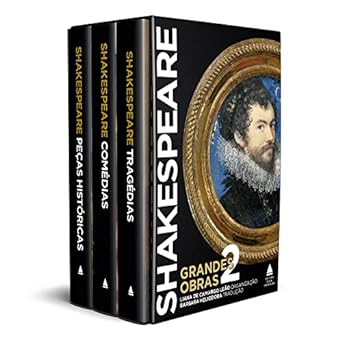 SHAKESPEARE PEÇAS HISTÓRICAS
SHAKESPEARE COMÉDIAS
SHAKESPEARE TRAGÉDIAS
SHAKESPEARE
GRANDES
OBRAS 2
LIANA DE CAMARGO LEÃO ORGANIZAÇÃO
BARBARA HELIODORA TRADUÇÃO